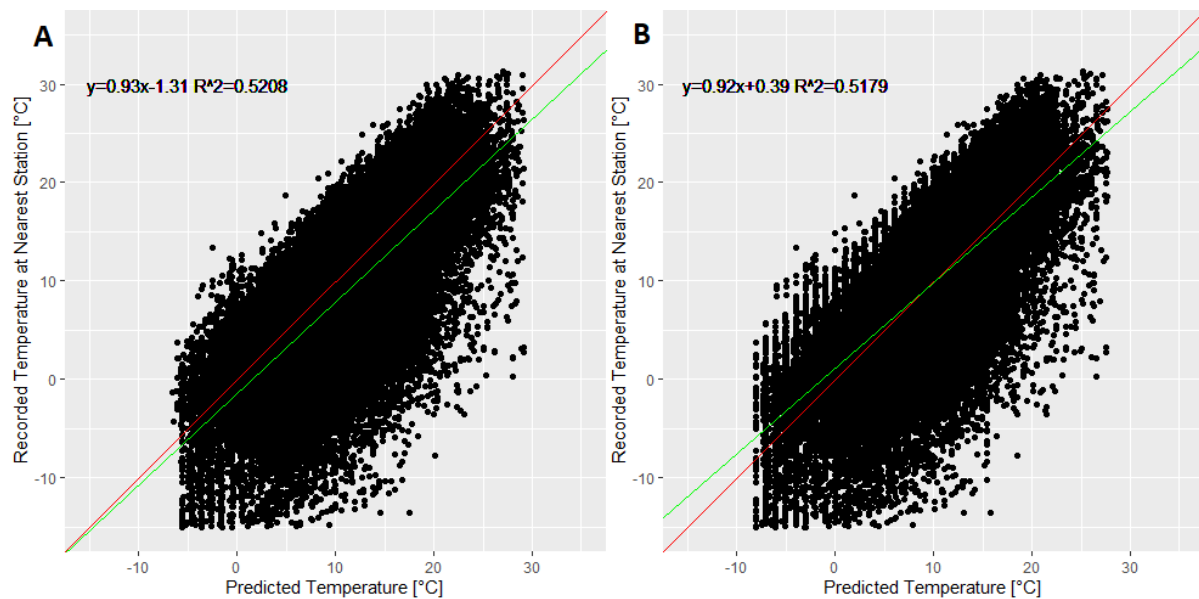 A
y=0.93x-1.31 R^2=0.5208
Recorded Temperature at Nearest Station [°C]
30
20
10
0
-10
-10 0 10 20 30
Predicted Temperature [°C]
B
y=0.92x+0.39 R^2=0.5179
Recorded Temperature at Nearest Station [°C]
30
20
10
0
-10
-10 0 10 20 30
Predicted Temperature [°C]